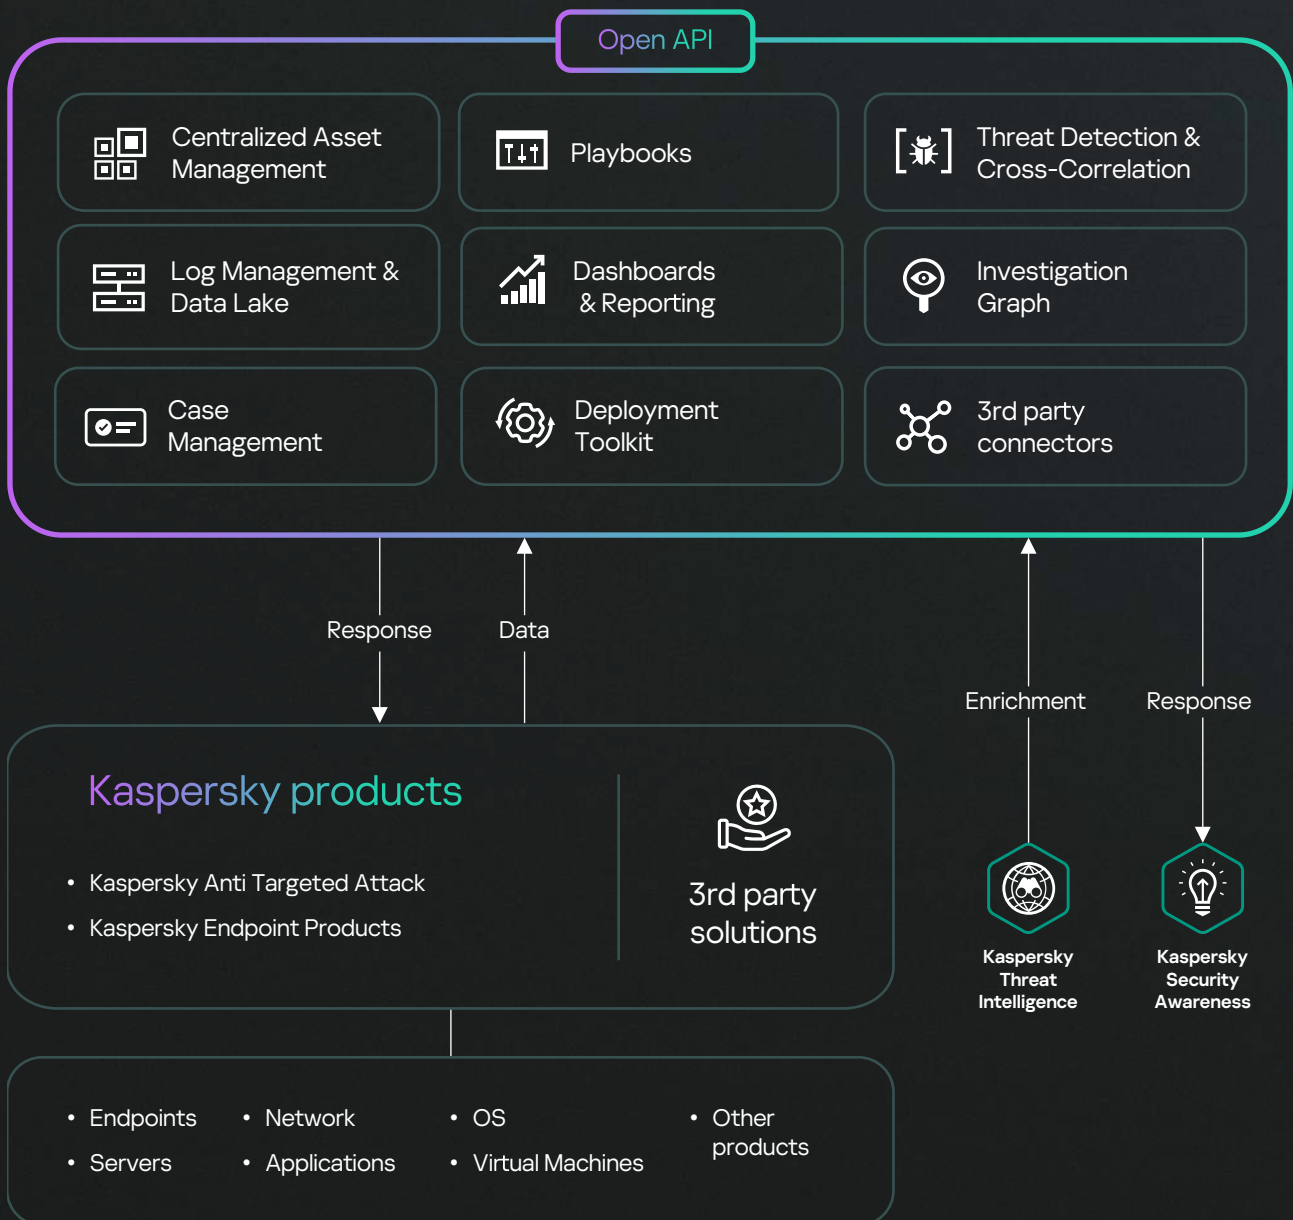 Open API
Centralized Asset
Management
Playbooks
Threat Detection &
Cross-Correlation
Log Management &
Data Lake
Dashboards
& Reporting
Investigation
Graph
Case
Management
Deployment
Toolkit
3rd party
connectors
Response
Data
Enrichment
Response
Kaspersky products
• Kaspersky Anti Targeted Attack
• Kaspersky Endpoint Products
3rd party
solutions
Kaspersky
Threat
Intelligence
Kaspersky
Security
Awareness
• Endpoints
• Servers
• Network
• Applications
• OS
• Virtual Machines
• Other
products